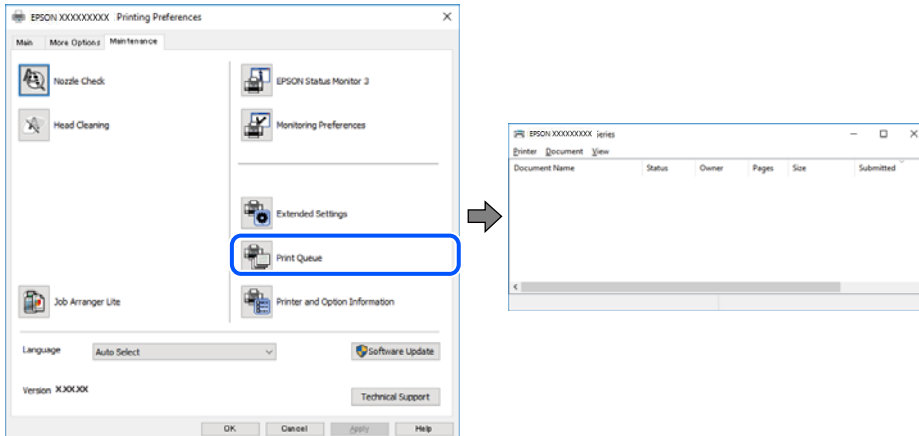 EPSON XXXXXXXXX Printing Preferences
Main More Options Maintenance
Nozzle Check
EPSON Status Monitor 3
Head Cleaning
Monitoring Preferences
Extended Settings
Print Queue
Job Arranger Lite
Printer and Option Information
Language Auto Select
Software Update
Version X.XX.XX
Technical Support
OK Cancel Apply Help
EPSON XXXXXXXXX ieries
Printer Document View
Document Name Status Owner Pages Size Submitted